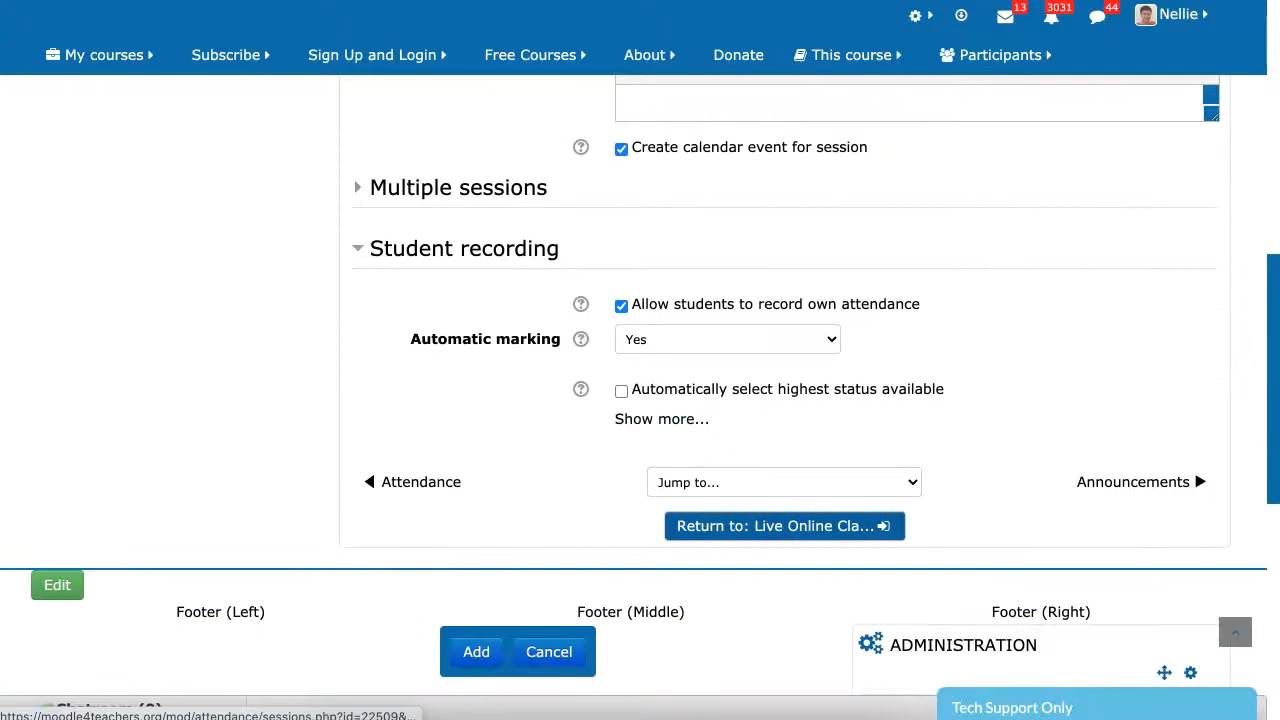 13 3031 44 Nellie
My courses Subscribe Sign Up and Login Free Courses About Donate This course Participants
Create calendar event for session
Multiple sessions
Student recording
Allow students to record own attendance
Automatic marking Yes
Automatically select highest status available
Show more...
Attendance Jump to... Announcements
Return to: Live Online Cla...
Edit
Footer (Left) Footer (Middle) Footer (Right)
Add Cancel
ADMINISTRATION
Tech Support Only
https://moodle4teachers.org/mod/attendance/sessions.php?id=22509&...